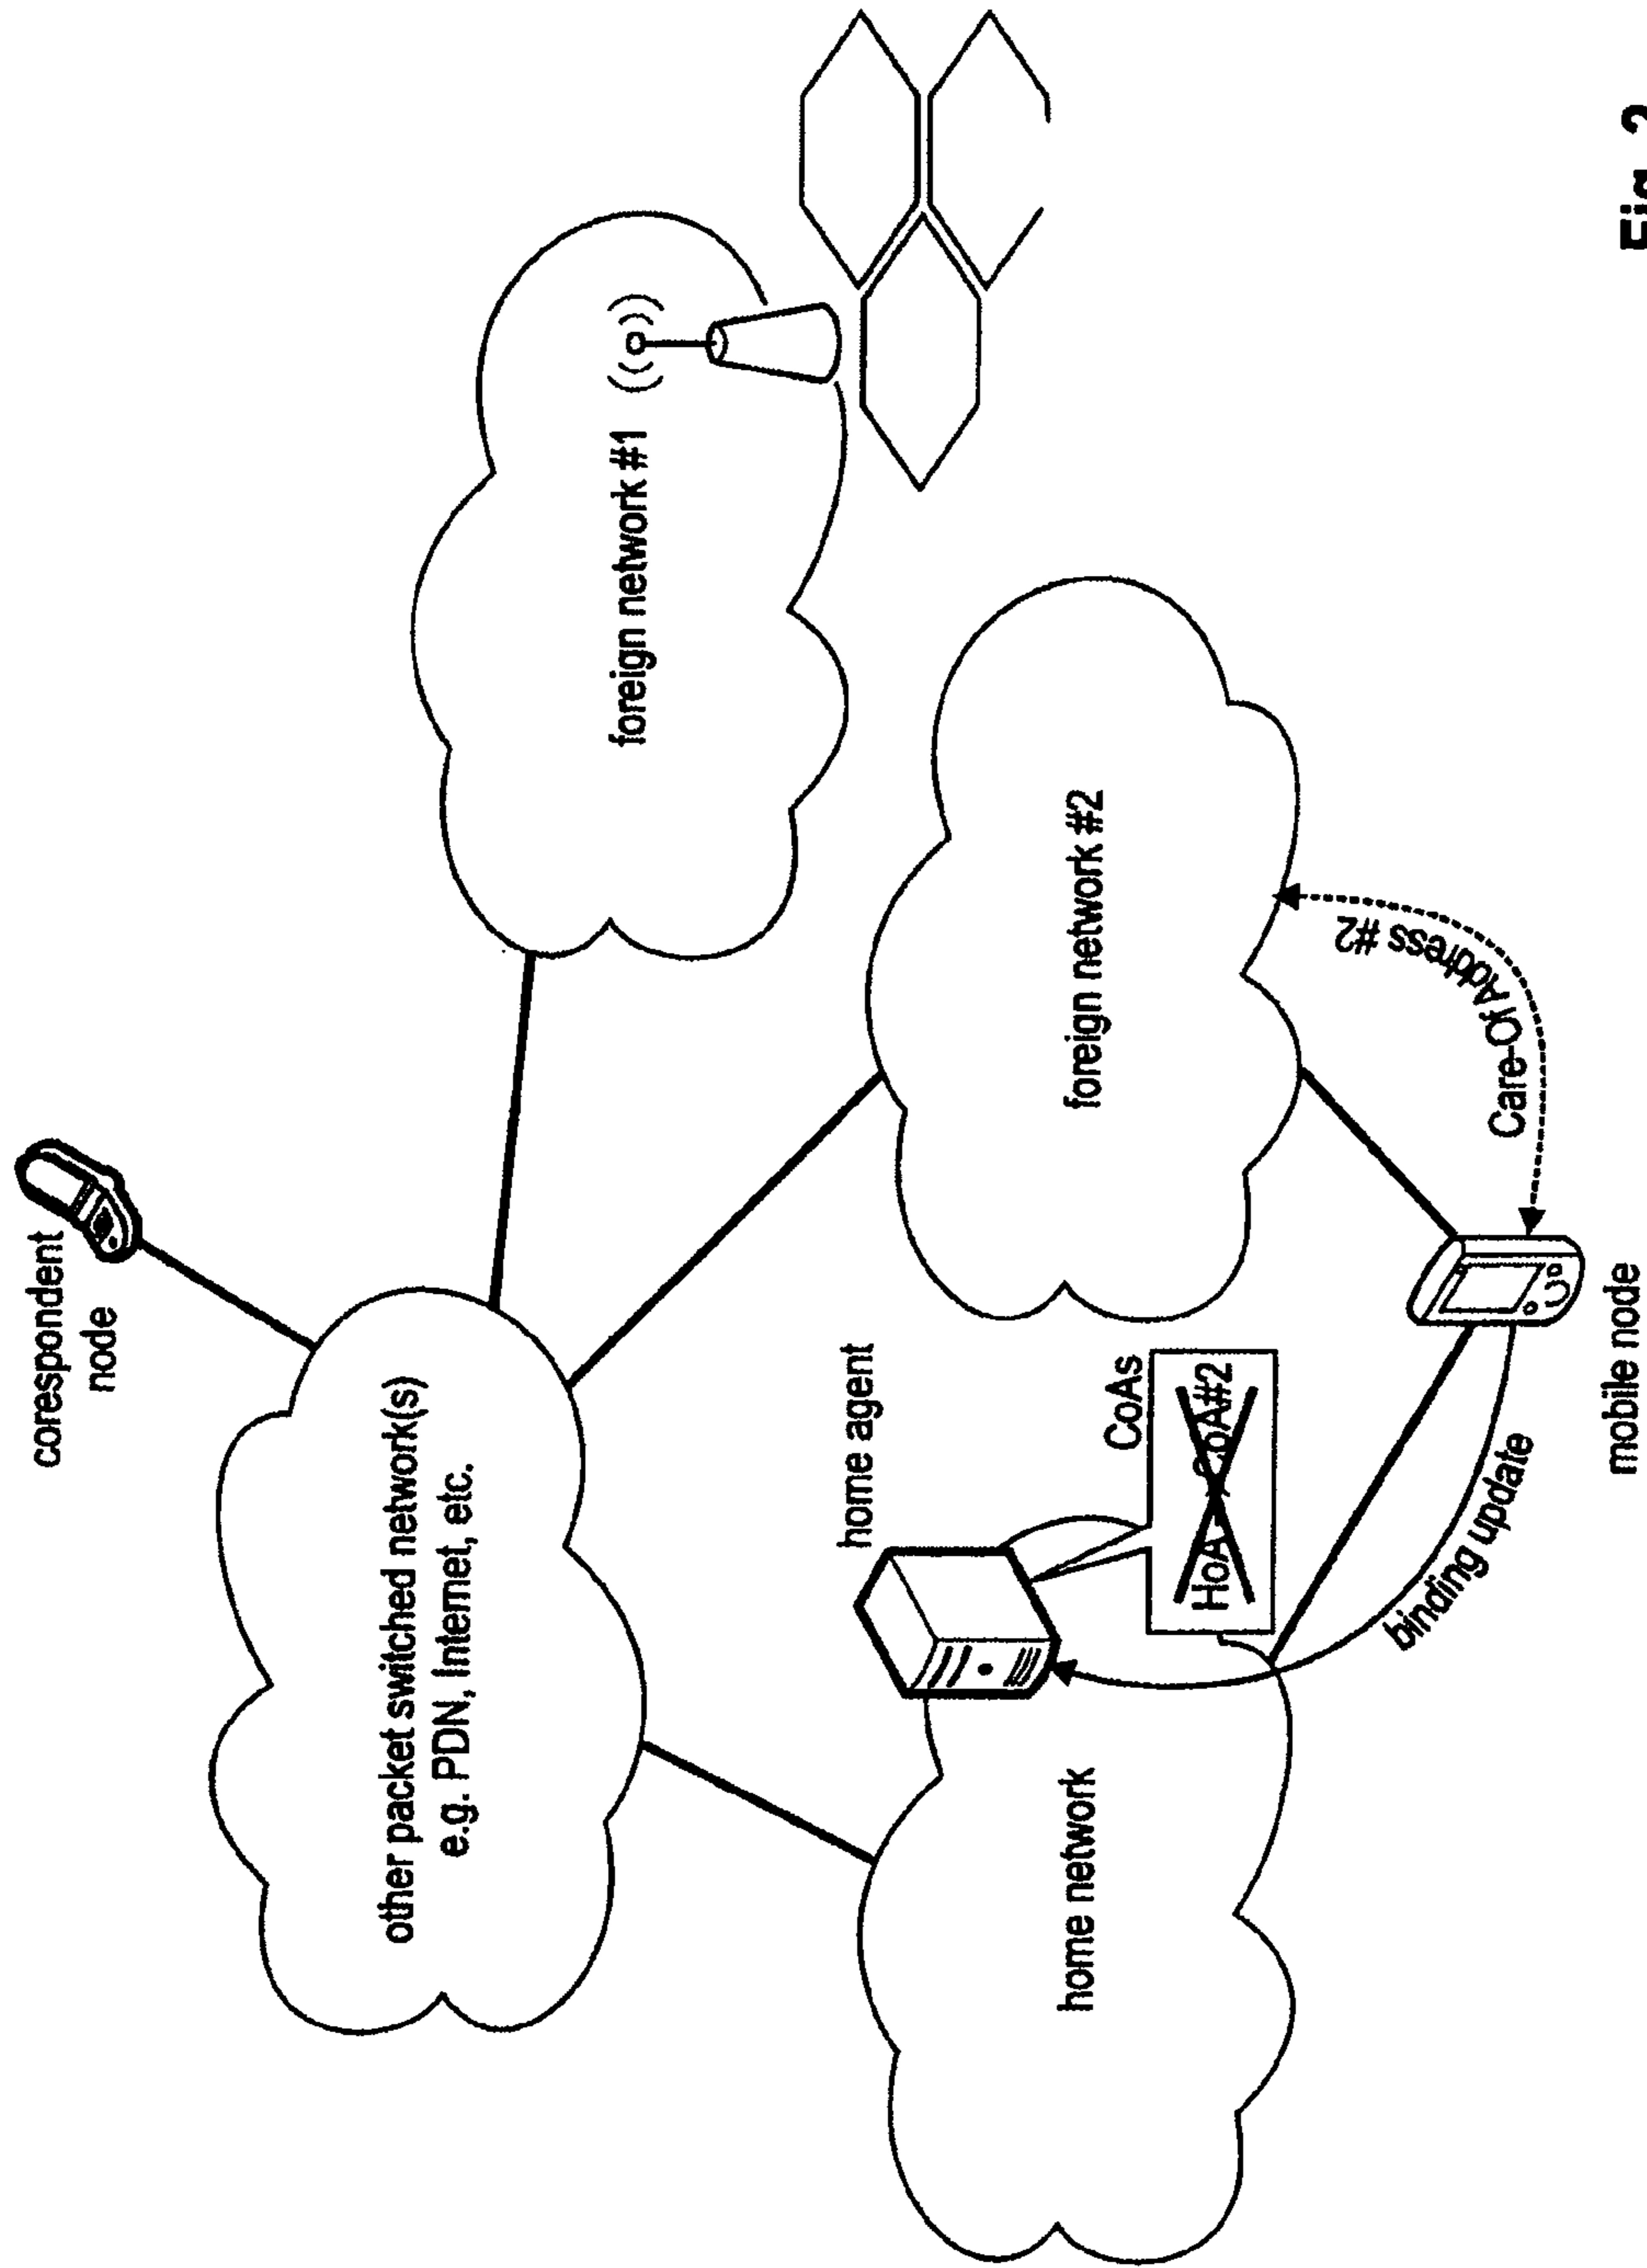 corespondent
node
other packet switched network(s)
e.g. PDN, Internet, etc.
foreign network #1
home agent
foreign network #2
CoAs
HoA - CoA#2
home network
Care-Of Address #2
binding update
mobile node
Fig. 2